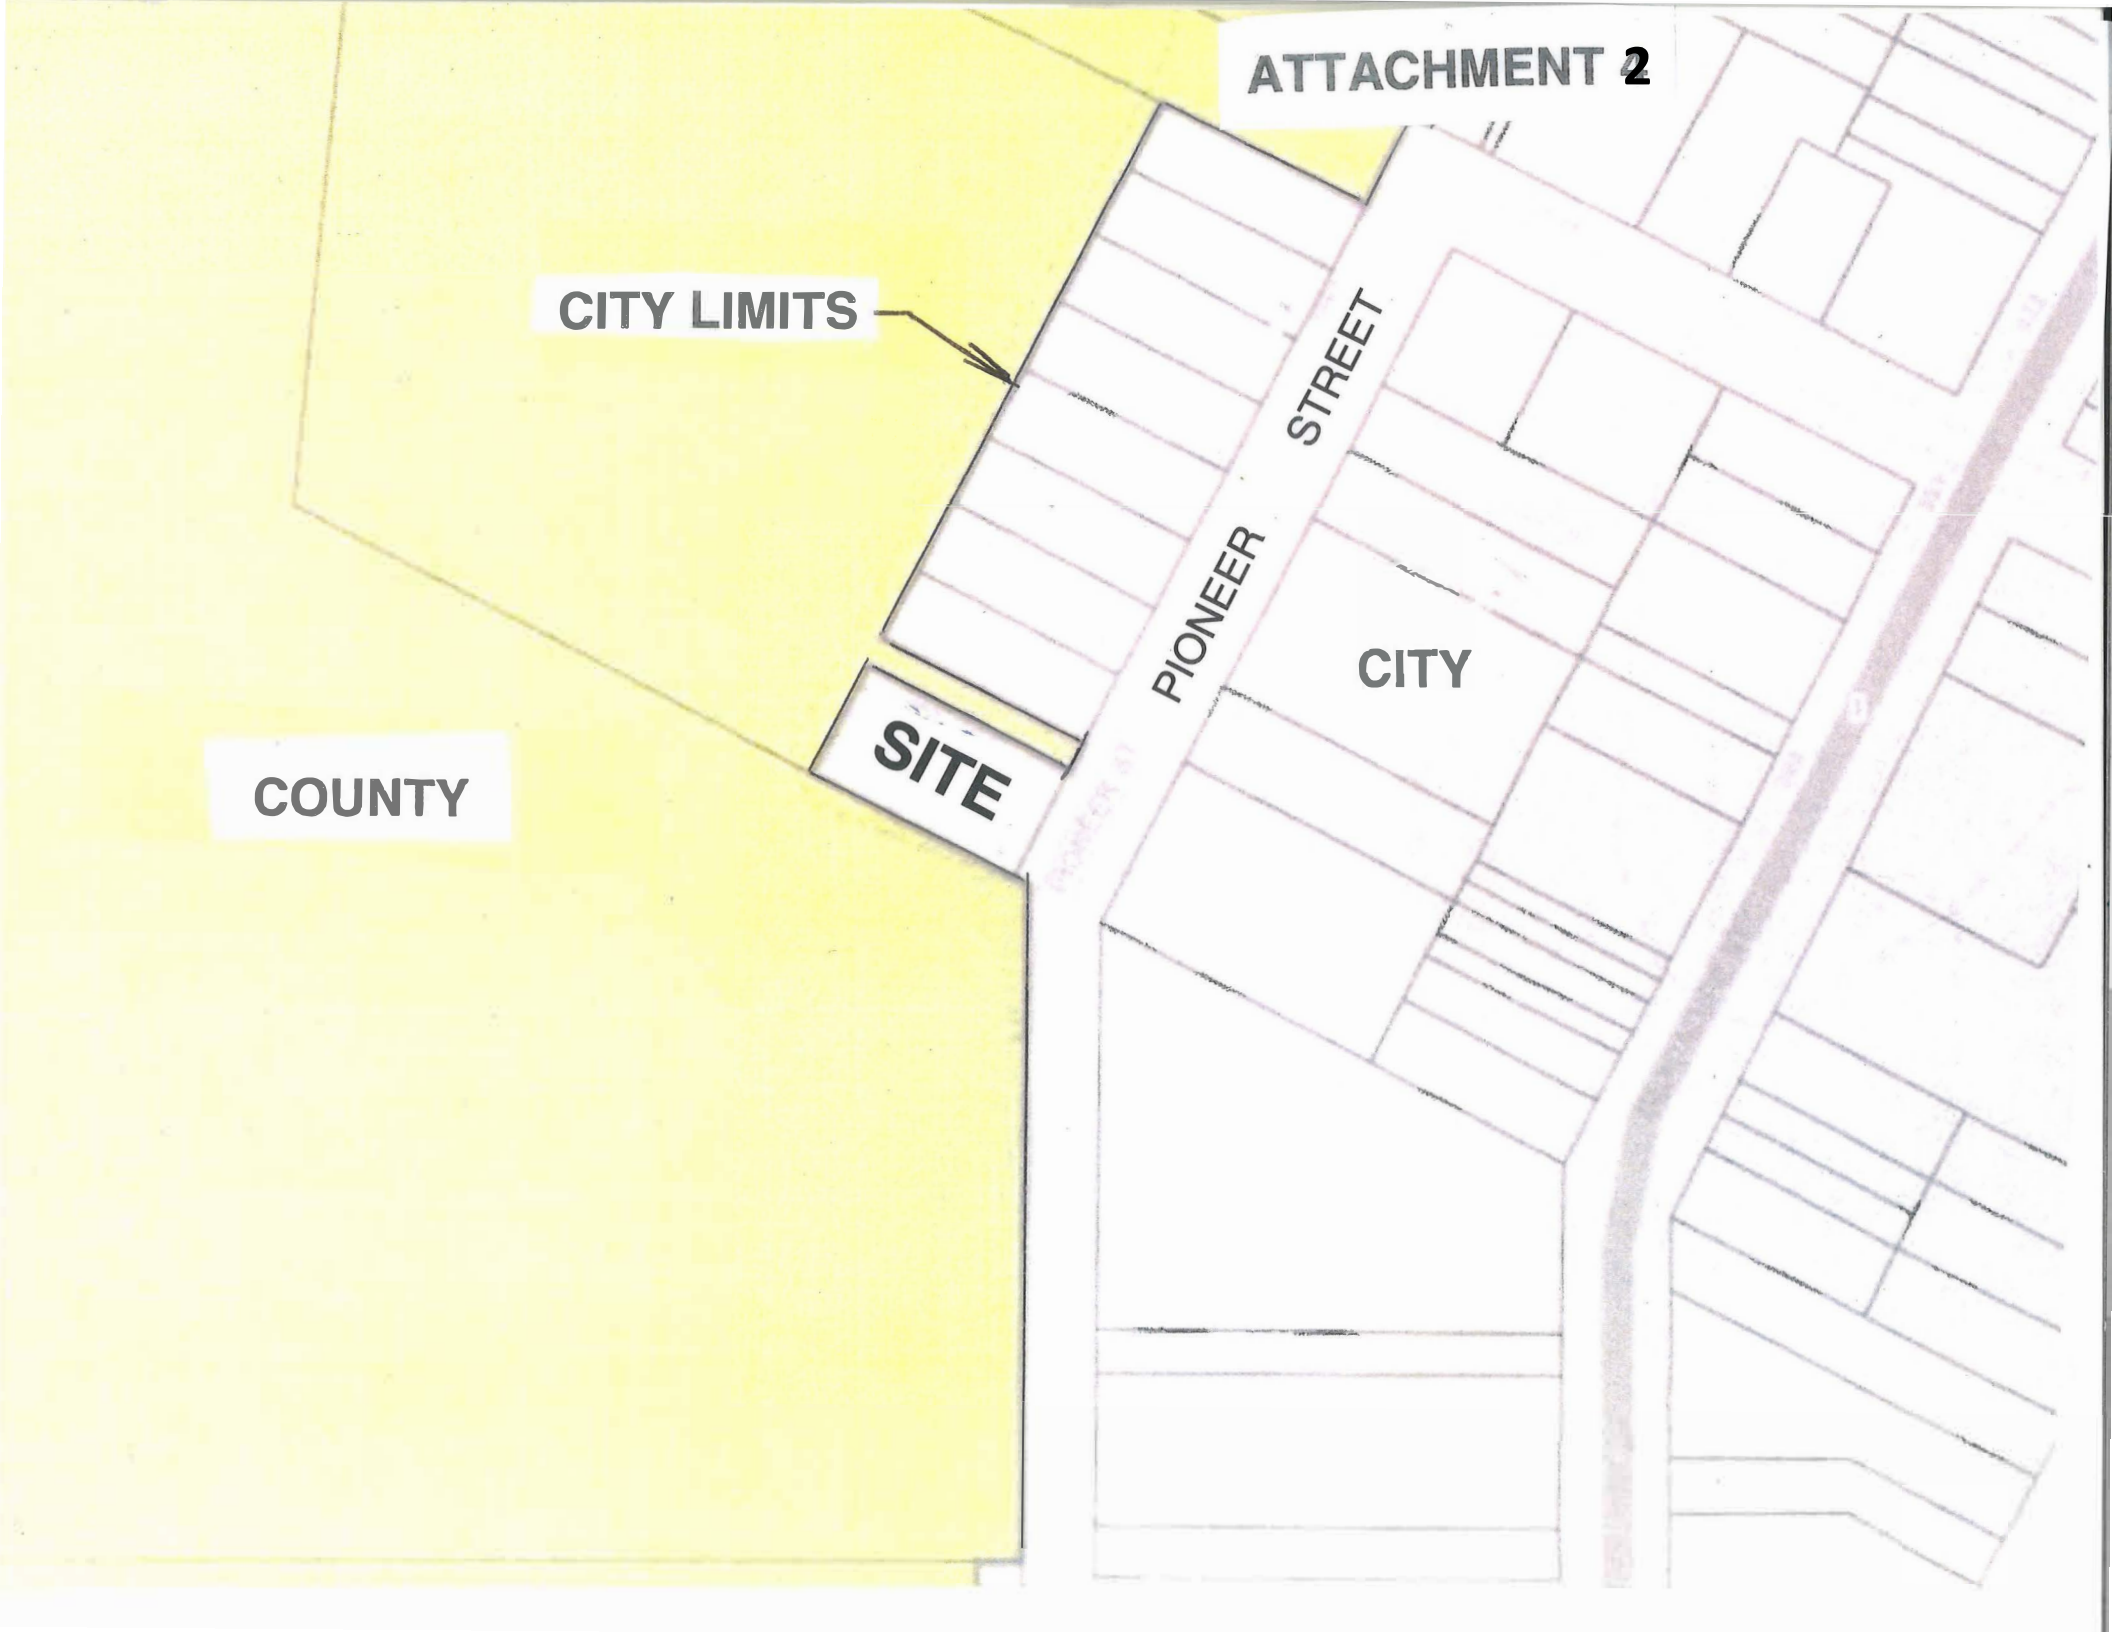 ATTACHMENT 2
CITY LIMITS
STREET
PIONEER
CITY
SITE
COUNTY